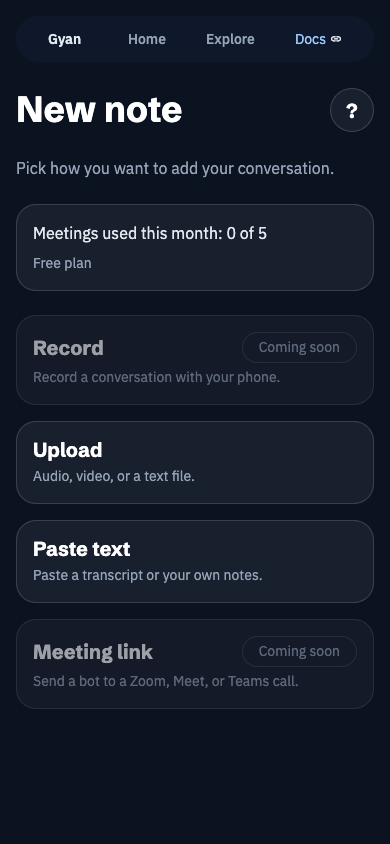 Gyan Home Explore Docs
New note
?
Pick how you want to add your conversation.
Meetings used this month: 0 of 5
Free plan
Record
Coming soon
Record a conversation with your phone.
Upload
Audio, video, or a text file.
Paste text
Paste a transcript or your own notes.
Meeting link
Coming soon
Send a bot to a Zoom, Meet, or Teams call.